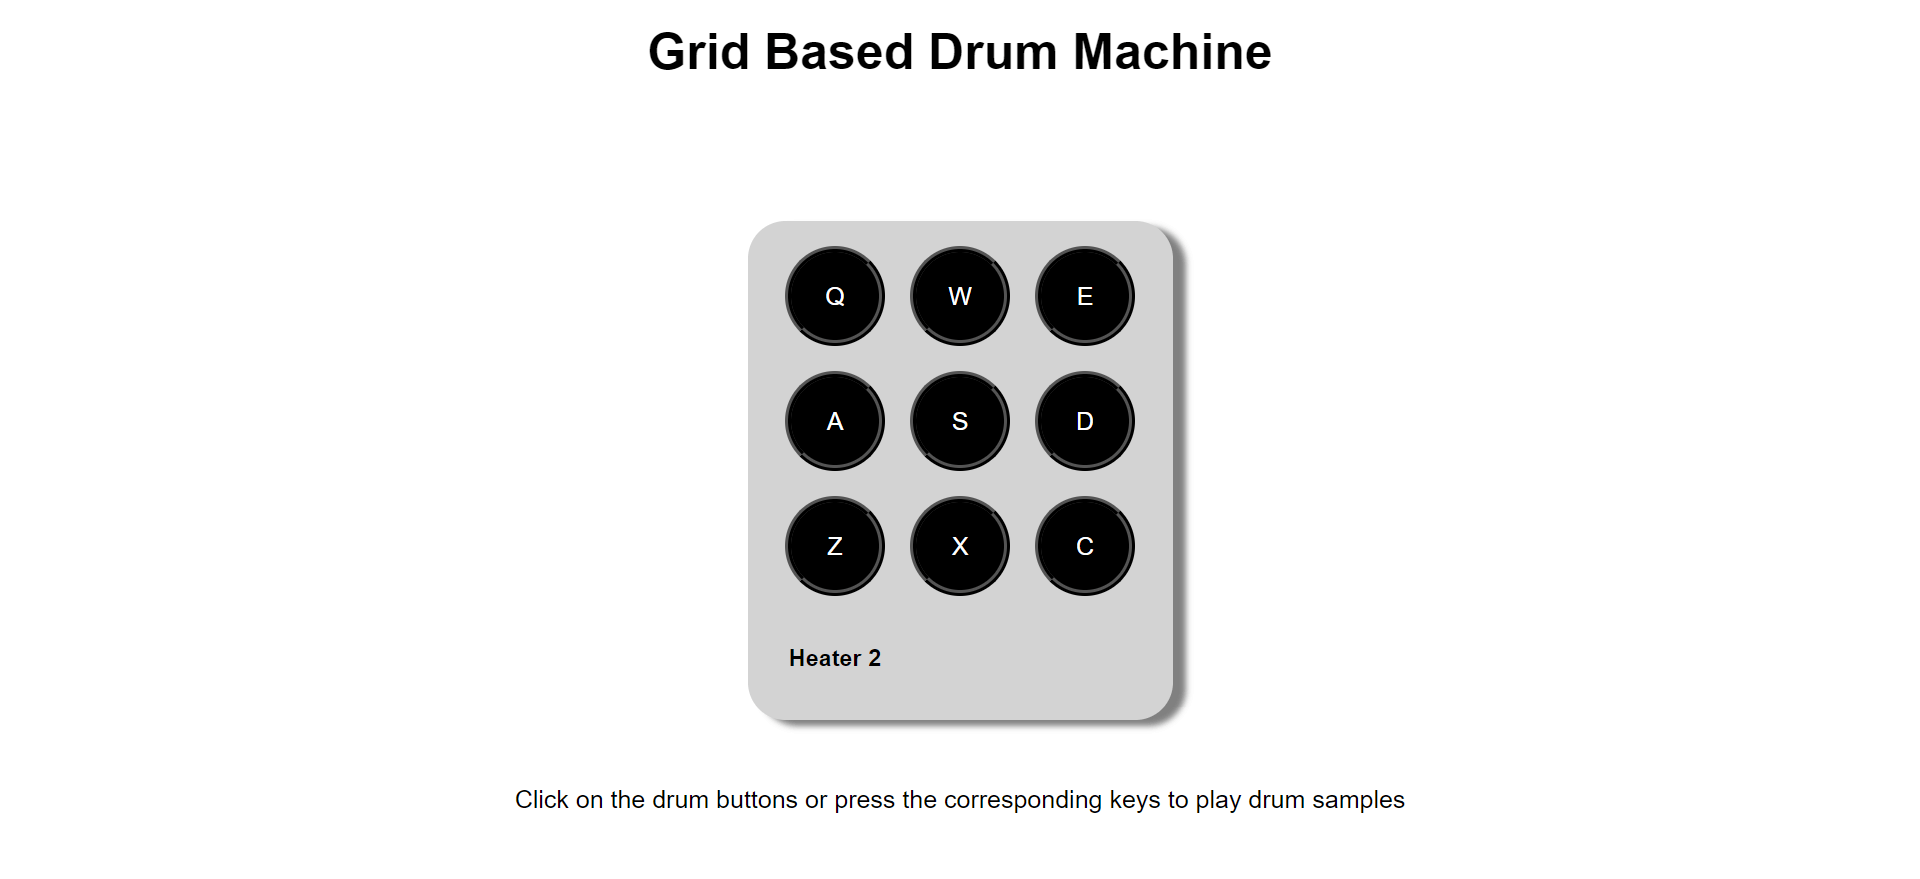 Grid Based Drum Machine
Q W E
A S D
Z X C
Heater 2
Click on the drum buttons or press the corresponding keys to play drum samples